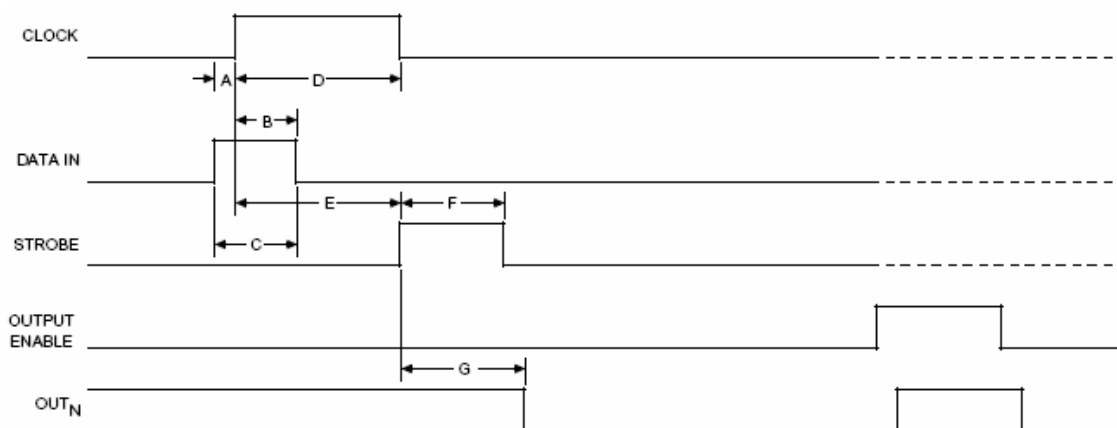 CLOCK
A
D
B
DATA IN
E
F
C
STROBE
OUTPUT
ENABLE
G
OUTN